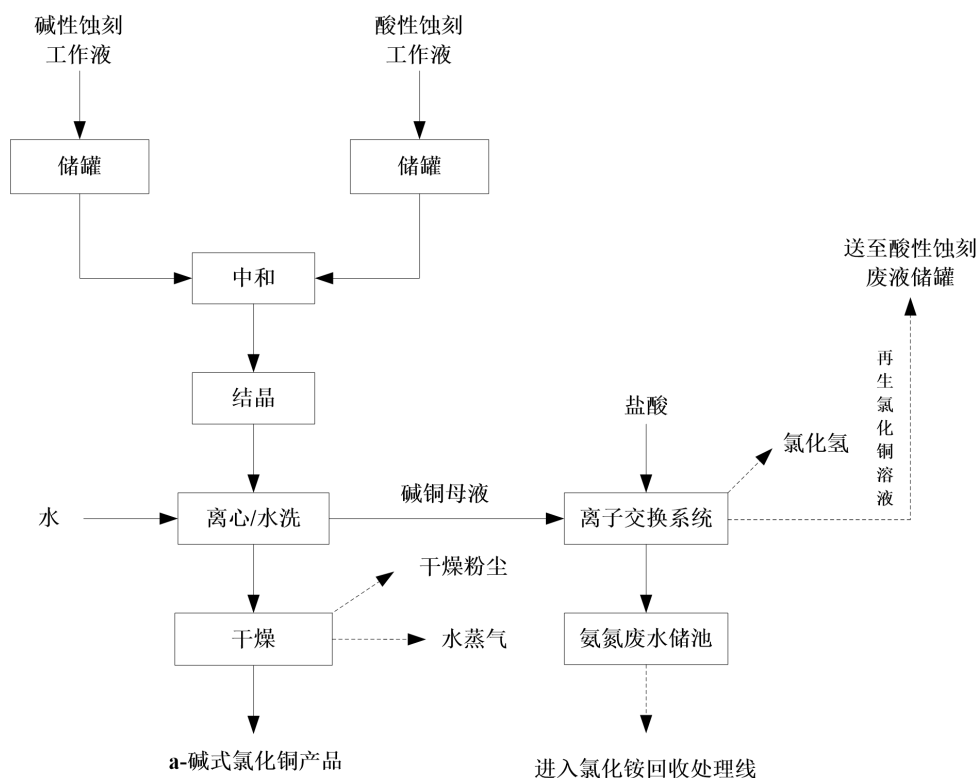 碱性蚀刻
工作液
酸性蚀刻
工作液
储罐
储罐
中和
送至酸性蚀刻
废液储罐
再生氯化铜溶液
结晶
盐酸
氯化氢
水
离心/水洗
碱铜母液
离子交换系统
干燥粉尘
干燥
水蒸气
氨氮废水储池
a-碱式氯化铜产品
进入氯化铵回收处理线